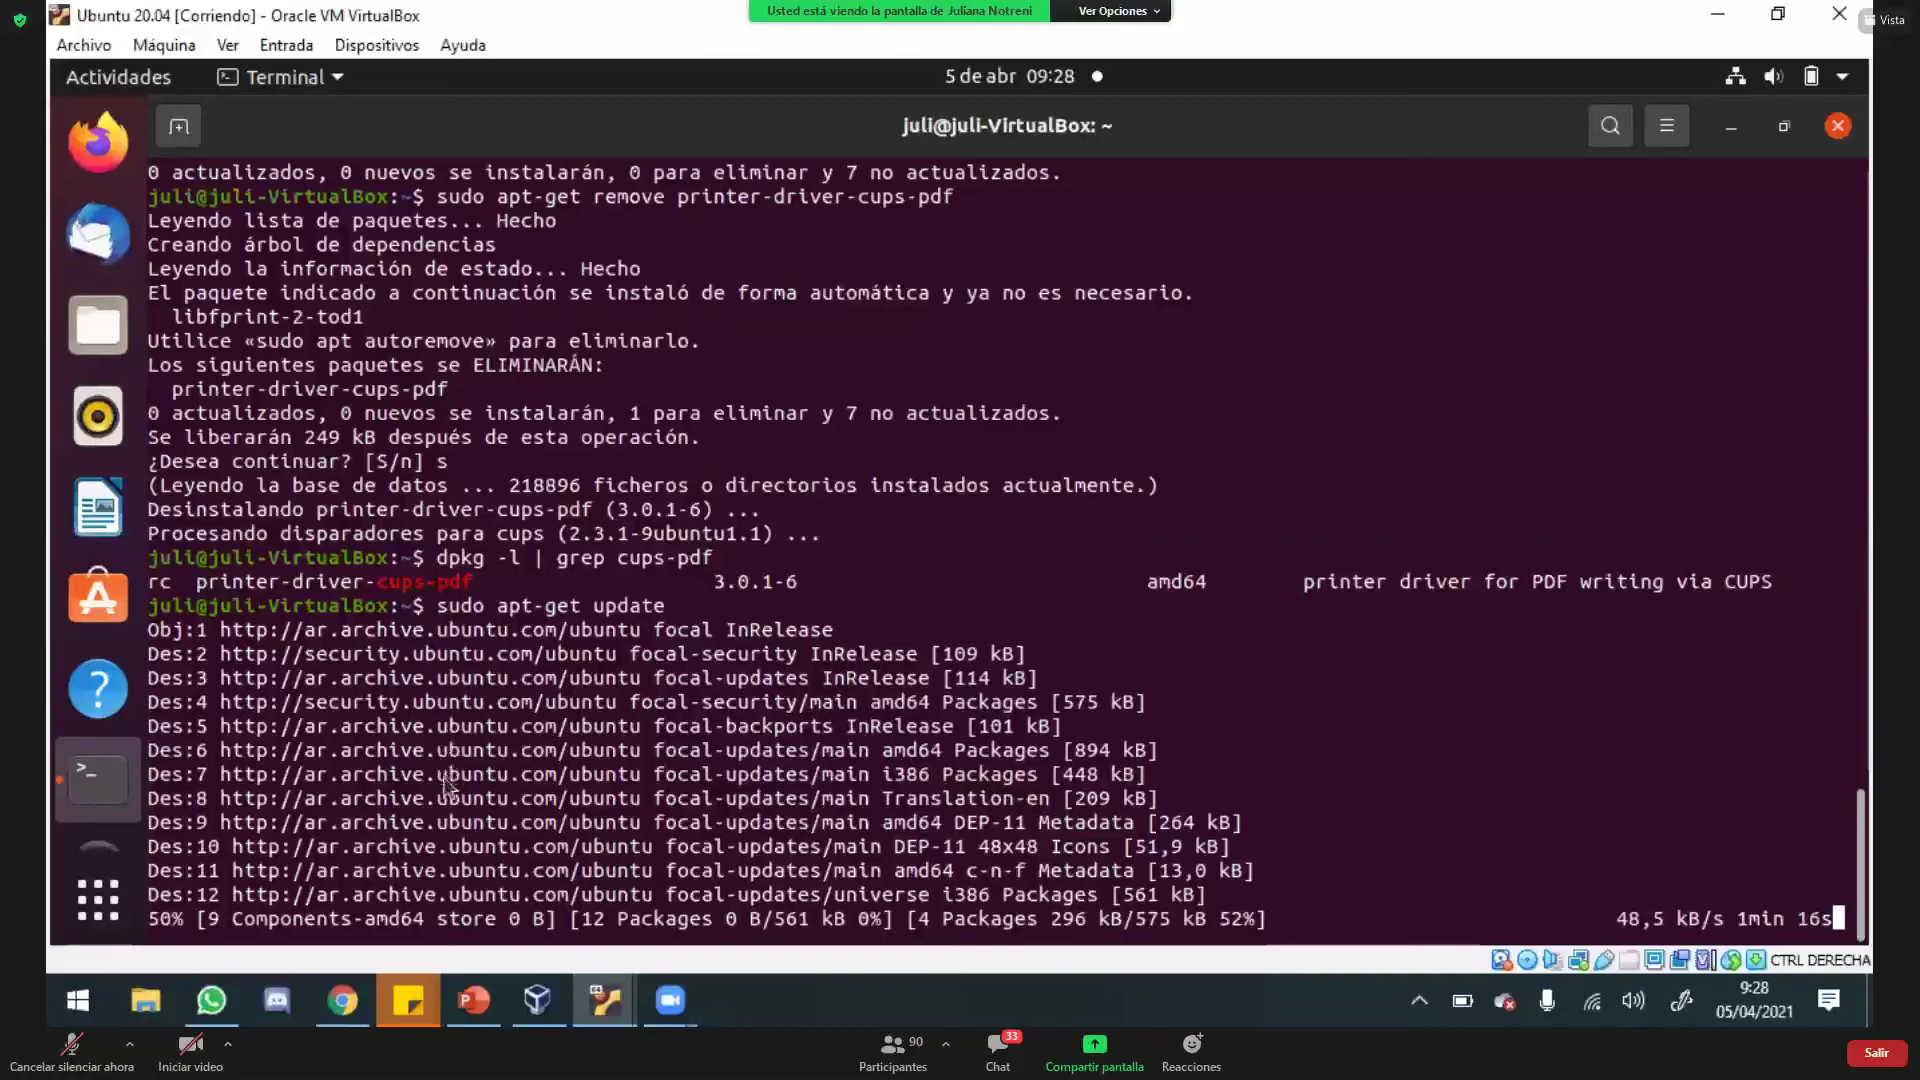 Ubuntu 20.04 [Corriendo] - Oracle VM VirtualBox
Usted está viendo la pantalla de Juliana Notreni
Ver Opciones
Vista
Archivo Máquina Ver Entrada Dispositivos Ayuda
Actividades Terminal 5 de abr 09:28
juli@juli-VirtualBox: ~
0 actualizados, 0 nuevos se instalarán, 0 para eliminar y 7 no actualizados.
juli@juli-VirtualBox:~$ sudo apt-get remove printer-driver-cups-pdf
Leyendo lista de paquetes... Hecho
Creando árbol de dependencias
Leyendo la información de estado... Hecho
El paquete indicado a continuación se instaló de forma automática y ya no es necesario.
libfprint-2-tod1
Utilice «sudo apt autoremove» para eliminarlo.
Los siguientes paquetes se ELIMINARÁN:
printer-driver-cups-pdf
0 actualizados, 0 nuevos se instalarán, 1 para eliminar y 7 no actualizados.
Se liberarán 249 kB después de esta operación.
¿Desea continuar? [S/n] s
(Leyendo la base de datos ... 218896 ficheros o directorios instalados actualmente.)
Desinstalando printer-driver-cups-pdf (3.0.1-6) ...
Procesando disparadores para cups (2.3.1-9ubuntu1.1) ...
juli@juli-VirtualBox:~$ dpkg -l | grep cups-pdf
rc printer-driver-cups-pdf 3.0.1-6 amd64 printer driver for PDF writing via CUPS
juli@juli-VirtualBox:~$ sudo apt-get update
Obj:1 http://ar.archive.ubuntu.com/ubuntu focal InRelease
Des:2 http://security.ubuntu.com/ubuntu focal-security InRelease [109 kB]
Des:3 http://ar.archive.ubuntu.com/ubuntu focal-updates InRelease [114 kB]
Des:4 http://security.ubuntu.com/ubuntu focal-security/main amd64 Packages [575 kB]
Des:5 http://ar.archive.ubuntu.com/ubuntu focal-backports InRelease [101 kB]
Des:6 http://ar.archive.ubuntu.com/ubuntu focal-updates/main amd64 Packages [894 kB]
Des:7 http://ar.archive.ubuntu.com/ubuntu focal-updates/main i386 Packages [448 kB]
Des:8 http://ar.archive.ubuntu.com/ubuntu focal-updates/main Translation-en [209 kB]
Des:9 http://ar.archive.ubuntu.com/ubuntu focal-updates/main amd64 DEP-11 Metadata [264 kB]
Des:10 http://ar.archive.ubuntu.com/ubuntu focal-updates/main DEP-11 48x48 Icons [51,9 kB]
Des:11 http://ar.archive.ubuntu.com/ubuntu focal-updates/main amd64 c-n-f Metadata [13,0 kB]
Des:12 http://ar.archive.ubuntu.com/ubuntu focal-updates/universe i386 Packages [561 kB]
50% [9 Components-amd64 store 0 B] [12 Packages 0 B/561 kB 0%] [4 Packages 296 kB/575 kB 52%] 48,5 kB/s 1min 16s
CTRL DERECHA
9:28
05/04/2021
Cancelar silenciar ahora
Iniciar video
90
Participantes
33
Chat
Compartir pantalla
Reacciones
Salir